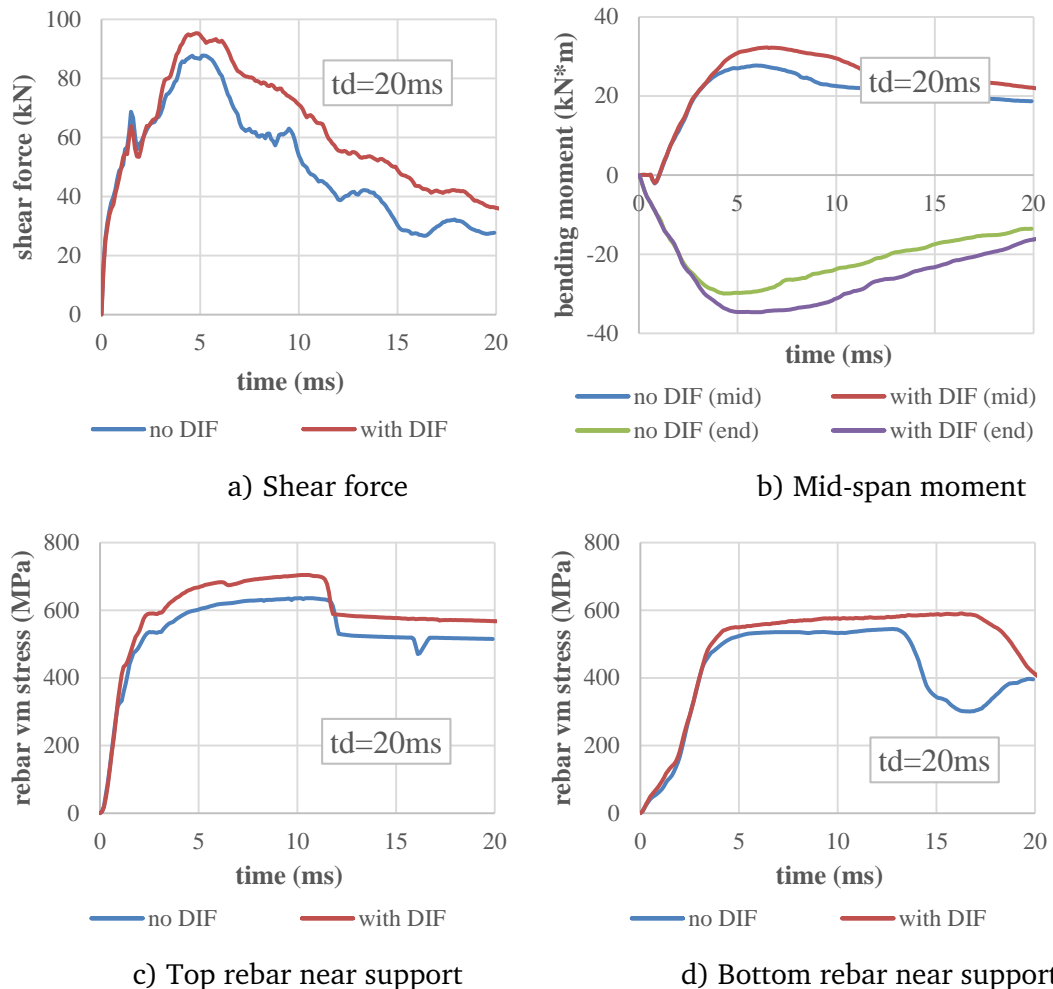 100
80
60
40
20
0
shear force (kN)
td=20ms
0 5 10 15 20
time (ms)
no DIF with DIF
a) Shear force
40
20
0
-20
-40
bending moment (kN*m)
td=20ms
0 5 10 15 20
time (ms)
no DIF (mid) with DIF (mid)
no DIF (end) with DIF (end)
b) Mid-span moment
800
600
400
200
0
rebar vm stress (MPa)
td=20ms
0 5 10 15 20
time (ms)
no DIF with DIF
c) Top rebar near support
800
600
400
200
0
rebar vm stress (MPa)
td=20ms
0 5 10 15 20
time (ms)
no DIF with DIF
d) Bottom rebar near support